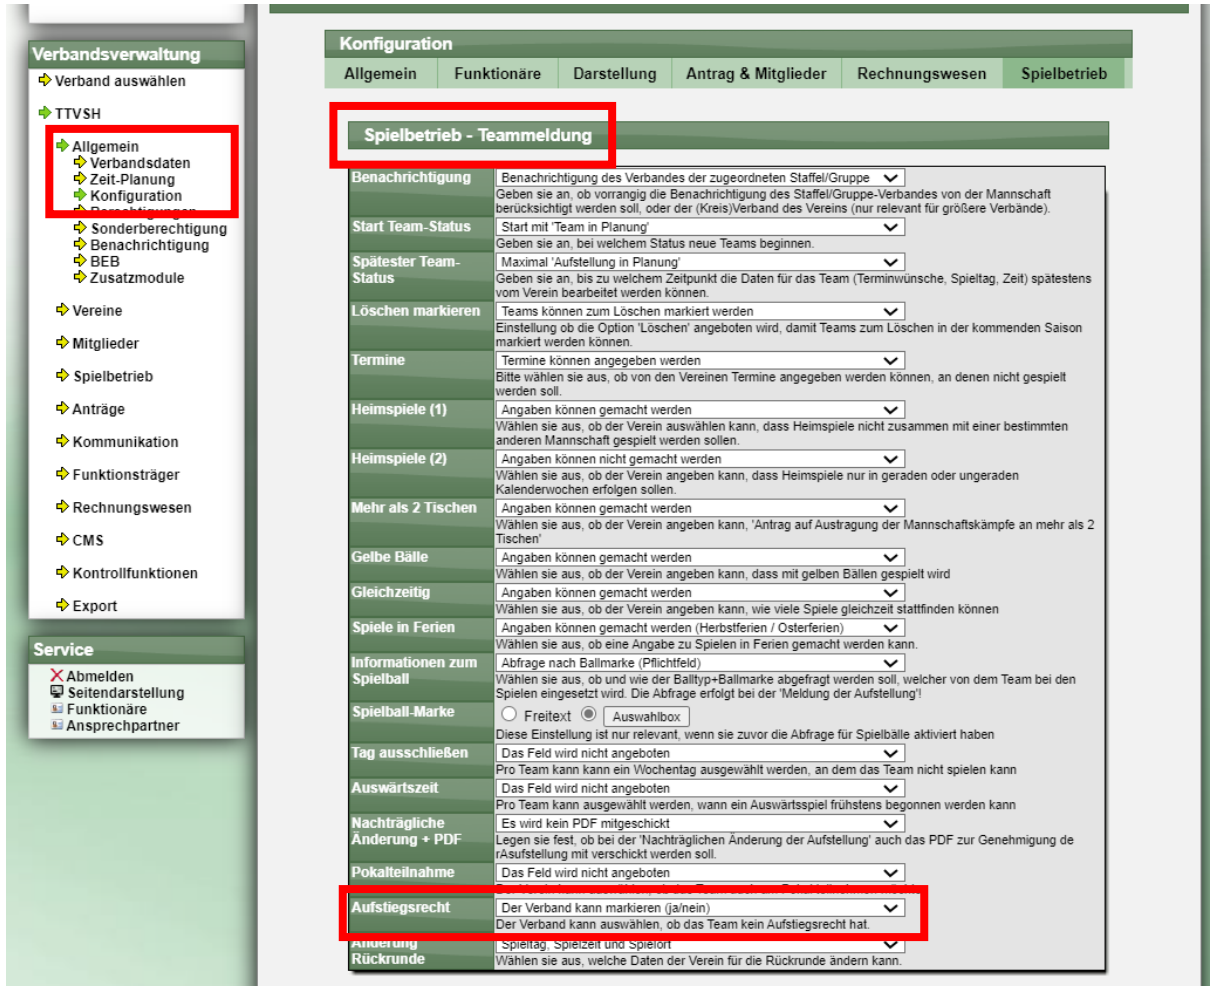 Verbandsverwaltung
Verband auswählen
TTVSH
Allgemein
Verbandsdaten
Zeit-Planung
Konfiguration
Berechtigungen
Sonderberechtigung
Benachrichtigung
BEB
Zusatzmodule
Vereine
Mitglieder
Spielbetrieb
Anträge
Kommunikation
Funktionsträger
Rechnungswesen
CMS
Kontrollfunktionen
Export
Service
Abmelden
Seitendarstellung
Funktionäre
Ansprechpartner
Konfiguration
Allgemein Funktionäre Darstellung Antrag & Mitglieder Rechnungswesen Spielbetrieb
Spielbetrieb - Teammeldung
Benachrichtigung Benachrichtigung des Verbandes der zugeordneten Staffel/Gruppe
Geben sie an, ob vorrangig die Benachrichtigung des Staffel/Gruppe-Verbandes von der Mannschaft
berücksichtigt werden soll, oder der (Kreis)Verband des Vereins (nur relevant für größere Verbände).
Start Team-Status Start mit 'Team in Planung'
Geben sie an, bei welchem Status neue Teams beginnen.
Spätester Team-Status Maximal 'Aufstellung in Planung'
Geben sie an, bis zu welchem Zeitpunkt die Daten für das Team (Terminwünsche, Spieltag, Zeit) spätestens
vom Verein bearbeitet werden können.
Löschen markieren Teams können zum Löschen markiert werden
Einstellung ob die Option 'Löschen' angeboten wird, damit Teams zum Löschen in der kommenden Saison
markiert werden können.
Termine Termine können angegeben werden
Bitte wählen sie aus, ob von den Vereinen Termine angegeben werden können, an denen nicht gespielt
werden soll.
Heimspiele (1) Angaben können gemacht werden
Wählen sie aus, ob der Verein auswählen kann, dass Heimspiele nicht zusammen mit einer bestimmten
anderen Mannschaft gespielt werden sollen.
Heimspiele (2) Angaben können nicht gemacht werden
Wählen sie aus, ob der Verein angeben kann, dass Heimspiele nur in geraden oder ungeraden
Kalenderwochen erfolgen sollen.
Mehr als 2 Tischen Angaben können gemacht werden
Wählen sie aus, ob der Verein angeben kann, 'Antrag auf Austragung der Mannschaftskämpfe an mehr als 2
Tischen'
Gelbe Bälle Angaben können gemacht werden
Wählen sie aus, ob der Verein angeben kann, dass mit gelben Bällen gespielt wird
Gleichzeitig Angaben können gemacht werden
Wählen sie aus, ob der Verein angeben kann, wie viele Spiele gleichzeit stattfinden können
Spiele in Ferien Angaben können gemacht werden (Herbstferien / Osterferien)
Wählen sie aus, ob eine Angabe zu Spielen in Ferien gemacht werden kann.
Informationen zum Spielball Abfrage nach Ballmarke (Pflichtfeld)
Wählen sie aus, ob und wie der Balltyp+Ballmarke abgefragt werden soll, welcher von dem Team bei den
Spielen eingesetzt wird. Die Abfrage erfolgt bei der 'Meldung der Aufstellung'!
Spielball-Marke Freitext Auswahlbox
Diese Einstellung ist nur relevant, wenn sie zuvor die Abfrage für Spielbälle aktiviert haben
Tag ausschließen Das Feld wird nicht angeboten
Pro Team kann kann ein Wochentag ausgewählt werden, an dem das Team nicht spielen kann
Auswärtszeit Das Feld wird nicht angeboten
Pro Team kann ausgewählt werden, wann ein Auswärtsspiel frühstens begonnen werden kann
Nachträgliche Änderung + PDF Es wird kein PDF mitgeschickt
Legen sie fest, ob bei der 'Nachträglichen Änderung der Aufstellung' auch das PDF zur Genehmigung de
rAsufstellung mit verschickt werden soll.
Pokalteilnahme Das Feld wird nicht angeboten
Aufstiegsrecht Der Verband kann markieren (ja/nein)
Der Verband kann auswählen, ob das Team kein Aufstiegsrecht hat.
Änderung Rückrunde Spieltag, Spielzeit und Spielort
Wählen sie aus, welche Daten der Verein für die Rückrunde ändern kann.